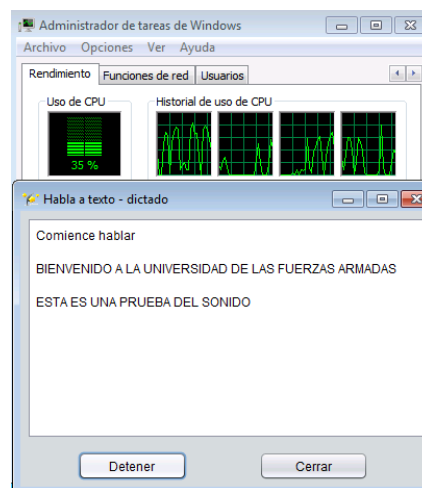 Administrador de tareas de Windows
Archivo Opciones Ver Ayuda
Rendimiento Funciones de red Usuarios
Uso de CPU Historial de uso de CPU
35 %
Habla a texto - dictado
Comience hablar
BIENVENIDO A LA UNIVERSIDAD DE LAS FUERZAS ARMADAS
ESTA ES UNA PRUEBA DEL SONIDO
Detener Cerrar